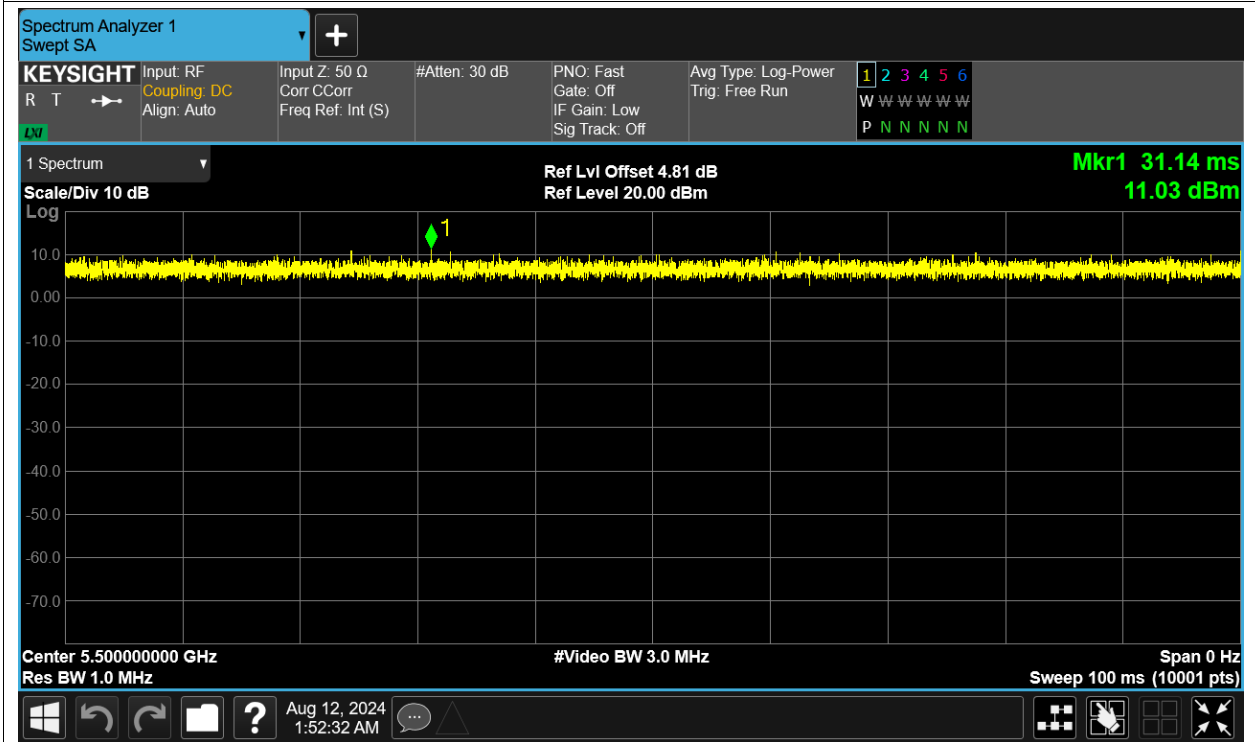 Spectrum Analyzer 1
Swept SA
KEYSIGHT
R T
LXI
Input: RF
Coupling: DC
Align: Auto
Input Z: 50 Ω
Corr CCorr
Freq Ref: Int (S)
#Atten: 30 dB
PNO: Fast
Gate: Off
IF Gain: Low
Sig Track: Off
Avg Type: Log-Power
Trig: Free Run
1 2 3 4 5 6
W W W W W W
P N N N N N
1 Spectrum
Scale/Div 10 dB
Ref Lvl Offset 4.81 dB
Ref Level 20.00 dBm
Mkr1 31.14 ms
11.03 dBm
Log
1
10.0
0.00
-10.0
-20.0
-30.0
-40.0
-50.0
-60.0
-70.0
Center 5.500000000 GHz
#Video BW 3.0 MHz
Span 0 Hz
Res BW 1.0 MHz
Sweep 100 ms (10001 pts)
?
Aug 12, 2024
1:52:32 AM